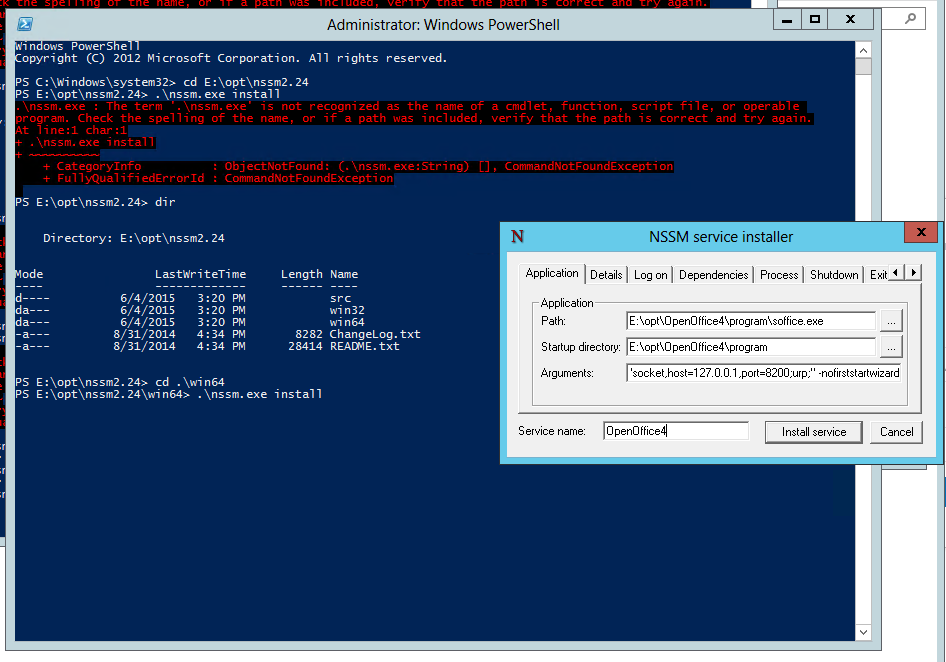 ck the spelling of the name, or if a path was included, verify that the path is correct and try again.
Administrator: Windows PowerShell
Windows PowerShell
Copyright (C) 2012 Microsoft Corporation. All rights reserved.
PS C:\Windows\system32> cd E:\opt\nssm2.24
PS E:\opt\nssm2.24> .\nssm.exe install
.\nssm.exe : The term '.\nssm.exe' is not recognized as the name of a cmdlet, function, script file, or operable
program. Check the spelling of the name, or if a path was included, verify that the path is correct and try again.
At line:1 char:1
+ .\nssm.exe install
+ ~~~~~~~~~~
    + CategoryInfo          : ObjectNotFound: (.\nssm.exe:String) [], CommandNotFoundException
    + FullyQualifiedErrorId : CommandNotFoundException
PS E:\opt\nssm2.24> dir
    Directory: E:\opt\nssm2.24
Mode                LastWriteTime     Length Name
----                -------------     ------ ----
d----          6/4/2015   3:20 PM            src
da---          6/4/2015   3:20 PM            win32
da---          6/4/2015   3:20 PM            win64
-a---         8/31/2014   4:34 PM       8282 ChangeLog.txt
-a---         8/31/2014   4:34 PM      28414 README.txt
PS E:\opt\nssm2.24> cd .\win64
PS E:\opt\nssm2.24\win64> .\nssm.exe install
N NSSM service installer
Application Details Log on Dependencies Process Shutdown Exit
Application
Path: E:\opt\OpenOffice4\program\soffice.exe ...
Startup directory: E:\opt\OpenOffice4\program ...
Arguments: 'socket,host=127.0.0.1,port=8200;urp;" -nofirststartwizard
Service name: OpenOffice4 Install service Cancel